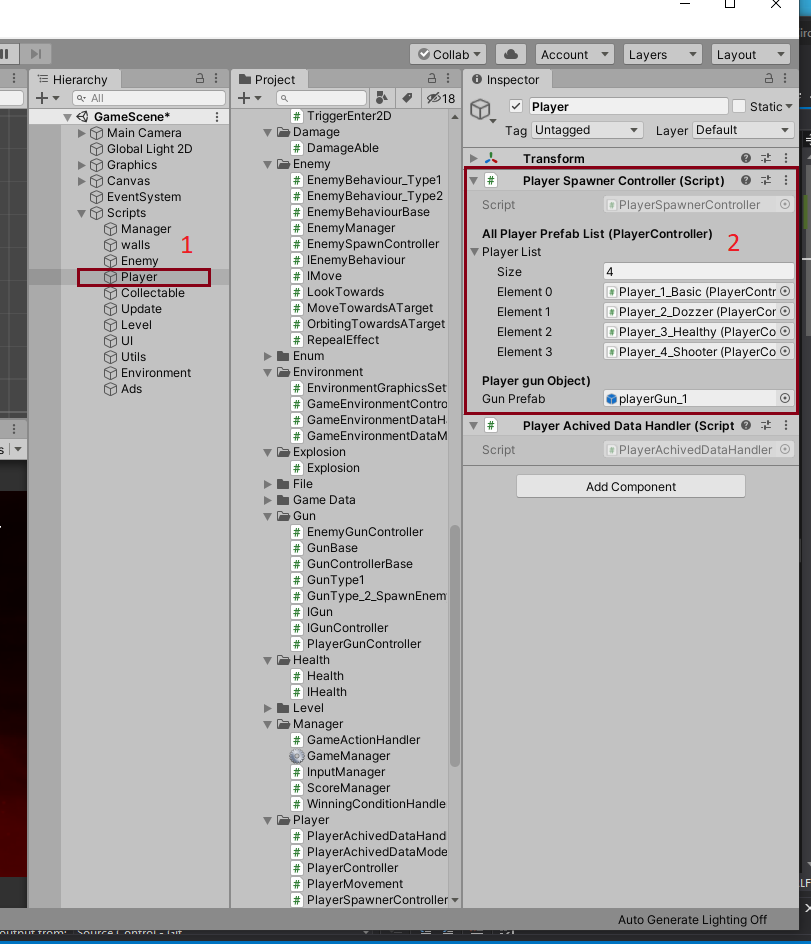 Collab
Account
Layers
Layout
Hierarchy
All
GameScene*
Main Camera
Global Light 2D
Graphics
Canvas
EventSystem
Scripts
Manager
walls
Enemy
Player
Collectable
Update
Level
UI
Utils
Environment
Ads
1
Project
18
TriggerEnter2D
Damage
# DamageAble
Enemy
# EnemyBehaviour_Type1
# EnemyBehaviour_Type2
# EnemyBehaviourBase
# EnemyManager
# EnemySpawnController
# IEnemyBehaviour
# IMove
# LookTowards
# MoveTowardsATarget
# OrbitingTowardsATarget
# RepealEffect
Enum
Environment
# EnvironmentGraphicsSet
# GameEnvironmentContro
# GameEnvironmentDataH
# GameEnvironmentDataM
Explosion
# Explosion
File
Game Data
Gun
# EnemyGunController
# GunBase
# GunControllerBase
# GunType1
# GunType_2_SpawnEnem
# IGun
# IGunController
# PlayerGunController
Health
# Health
# IHealth
Level
Manager
# GameActionHandler
GameManager
# InputManager
# ScoreManager
# WinningConditionHandle
Player
# PlayerAchivedDataHand
# PlayerAchivedDataMode
# PlayerController
# PlayerMovement
# PlayerSpawnerController
Inspector
Player
Static
Tag Untagged Layer Default
Transform
# Player Spawner Controller (Script)
Script # PlayerSpawnerController
All Player Prefab List (PlayerController)
2
Player List
Size 4
Element 0 # Player_1_Basic (PlayerContr
Element 1 # Player_2_Dozzer (PlayerCor
Element 2 # Player_3_Healthy (PlayerCo
Element 3 # Player_4_Shooter (PlayerCo
Player gun Object)
Gun Prefab playerGun_1
# Player Achived Data Handler (Script
Script # PlayerAchivedDataHandler
Add Component
Auto Generate Lighting Off